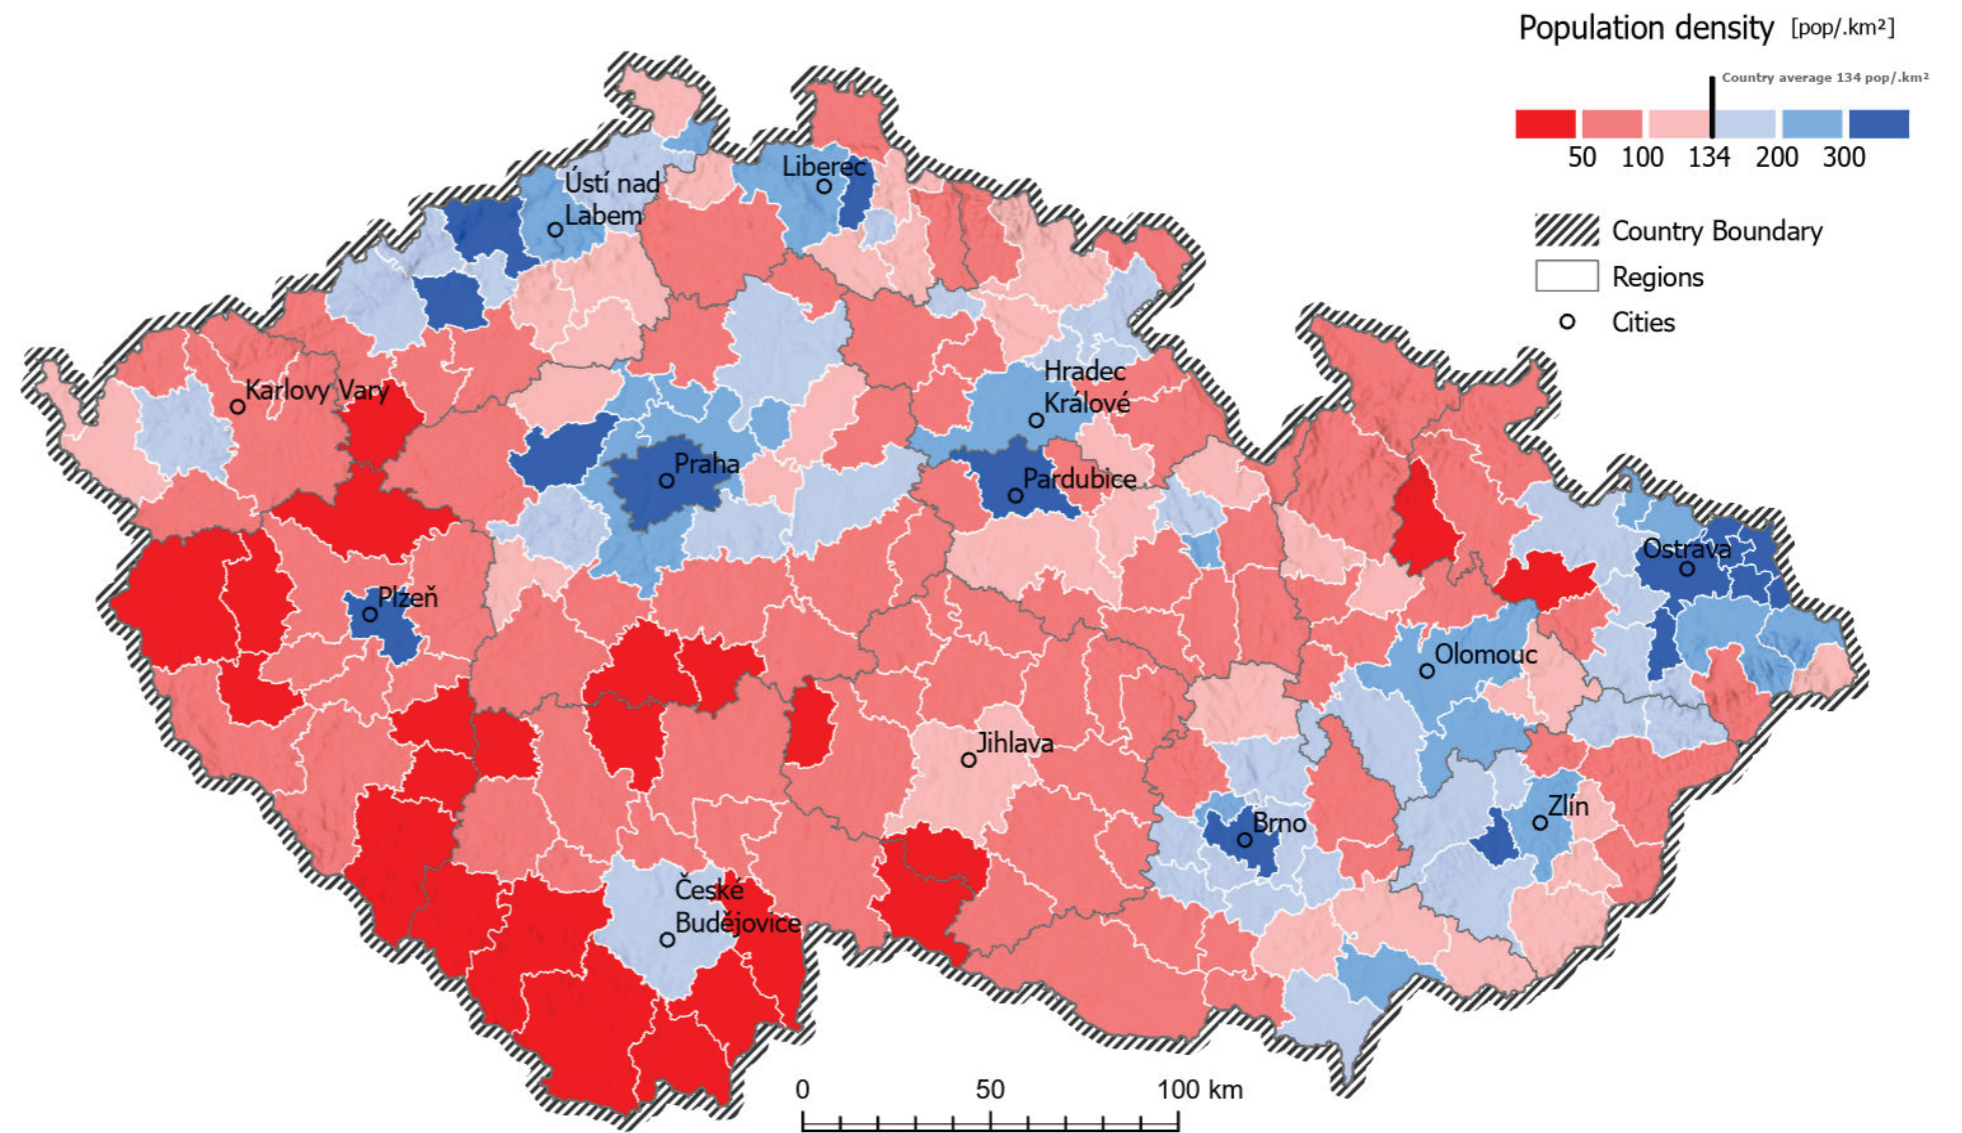 Population density [pop/.km²]
Country average 134 pop/.km²
50 100 134 200 300
Country Boundary
Regions
Cities
Liberec
Ústí nad
Labem
Karlovy Vary
Hradec
Králové
Praha
Pardubice
Ostrava
Plzeň
Olomouc
Jihlava
Zlín
Brno
České
Budějovice
0 50 100 km